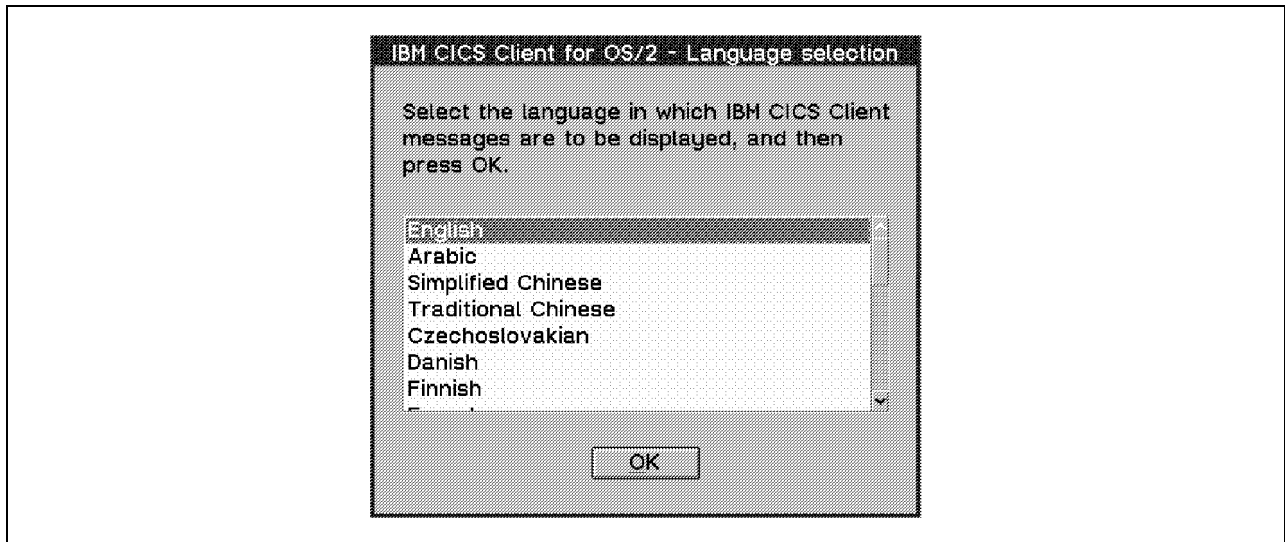 IBM CICS Client for OS/2 - Language selection
Select the language in which IBM CICS Client
messages are to be displayed, and then
press OK.
English
Arabic
Simplified Chinese
Traditional Chinese
Czechoslovakian
Danish
Finnish
OK